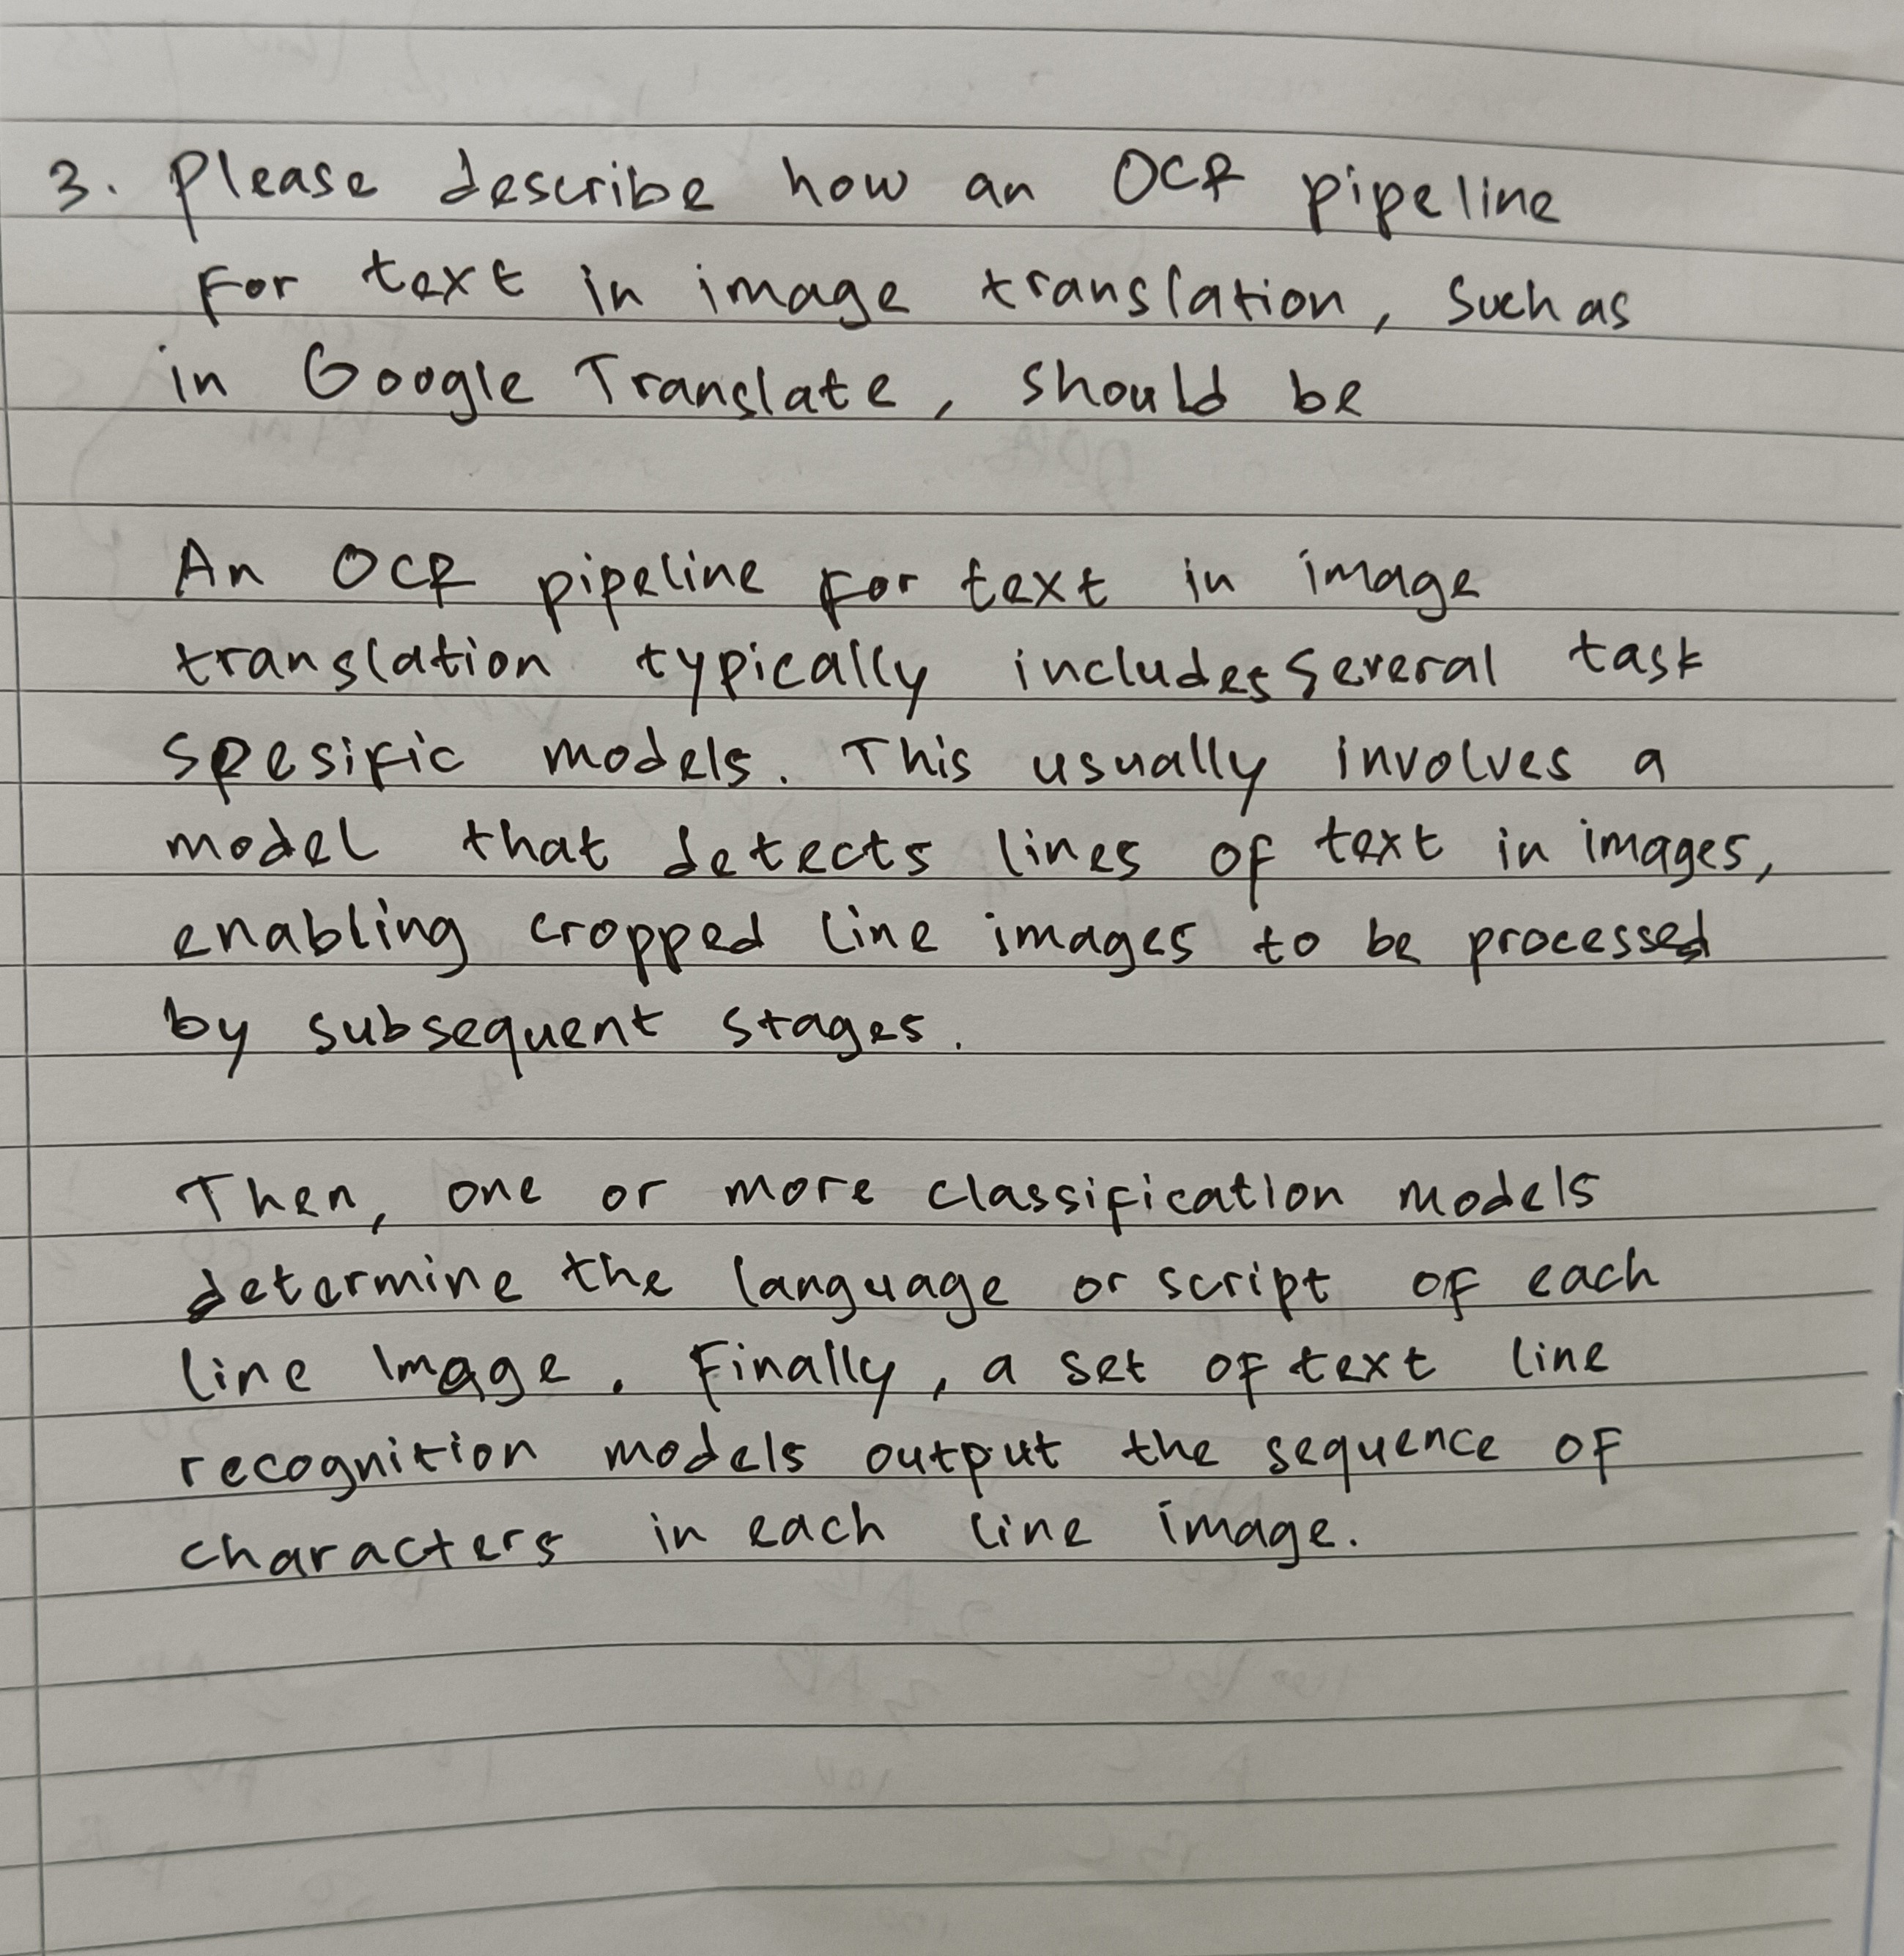 3. Please describe how an OCR pipeline
for text in image translation, such as
in Google Translate, should be
An OCR pipeline for text in image
translation typically includes several task
spesific models. This usually involves a
model that detects lines of text in images,
enabling cropped line images to be processed
by subsequent stages.
Then, one or more classification models
determine the language or script of each
line image. Finally, a set of text line
recognition models output the sequence of
characters in each line image.